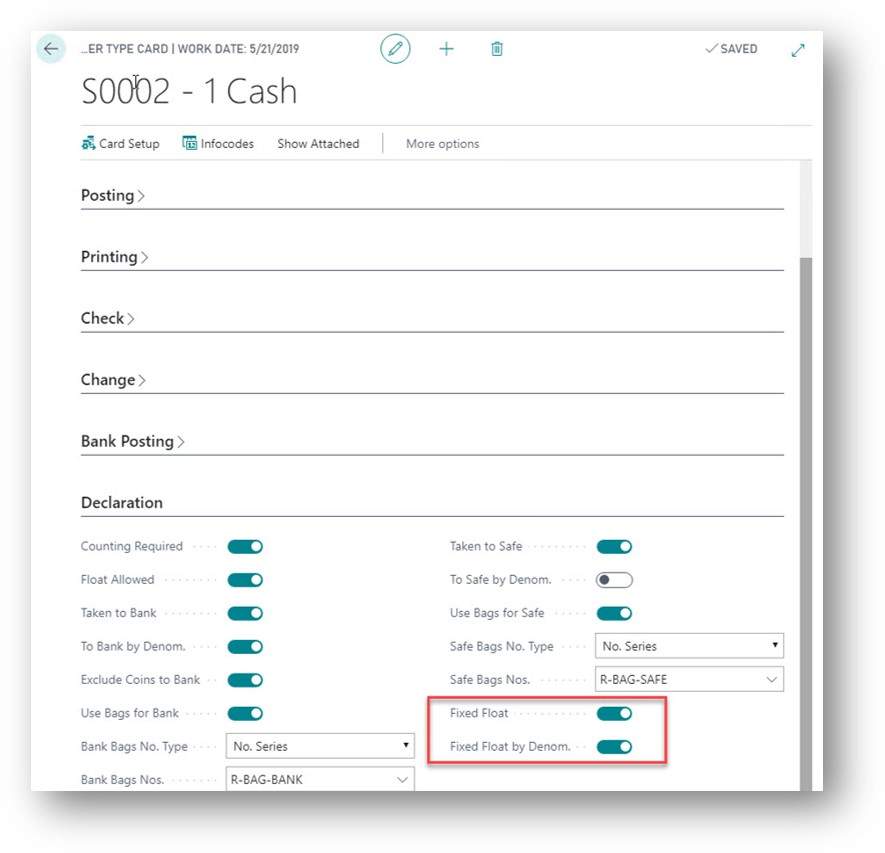 ...ER TYPE CARD | WORK DATE: 5/21/2019
SAVED
S0002 - 1 Cash
Card Setup Infocodes Show Attached More options
Posting
Printing
Check
Change
Bank Posting
Declaration
Counting Required
Float Allowed
Taken to Bank
To Bank by Denom.
Exclude Coins to Bank
Use Bags for Bank
Bank Bags No. Type No. Series
Bank Bags Nos. R-BAG-BANK
Taken to Safe
To Safe by Denom.
Use Bags for Safe
Safe Bags No. Type No. Series
Safe Bags Nos. R-BAG-SAFE
Fixed Float
Fixed Float by Denom.